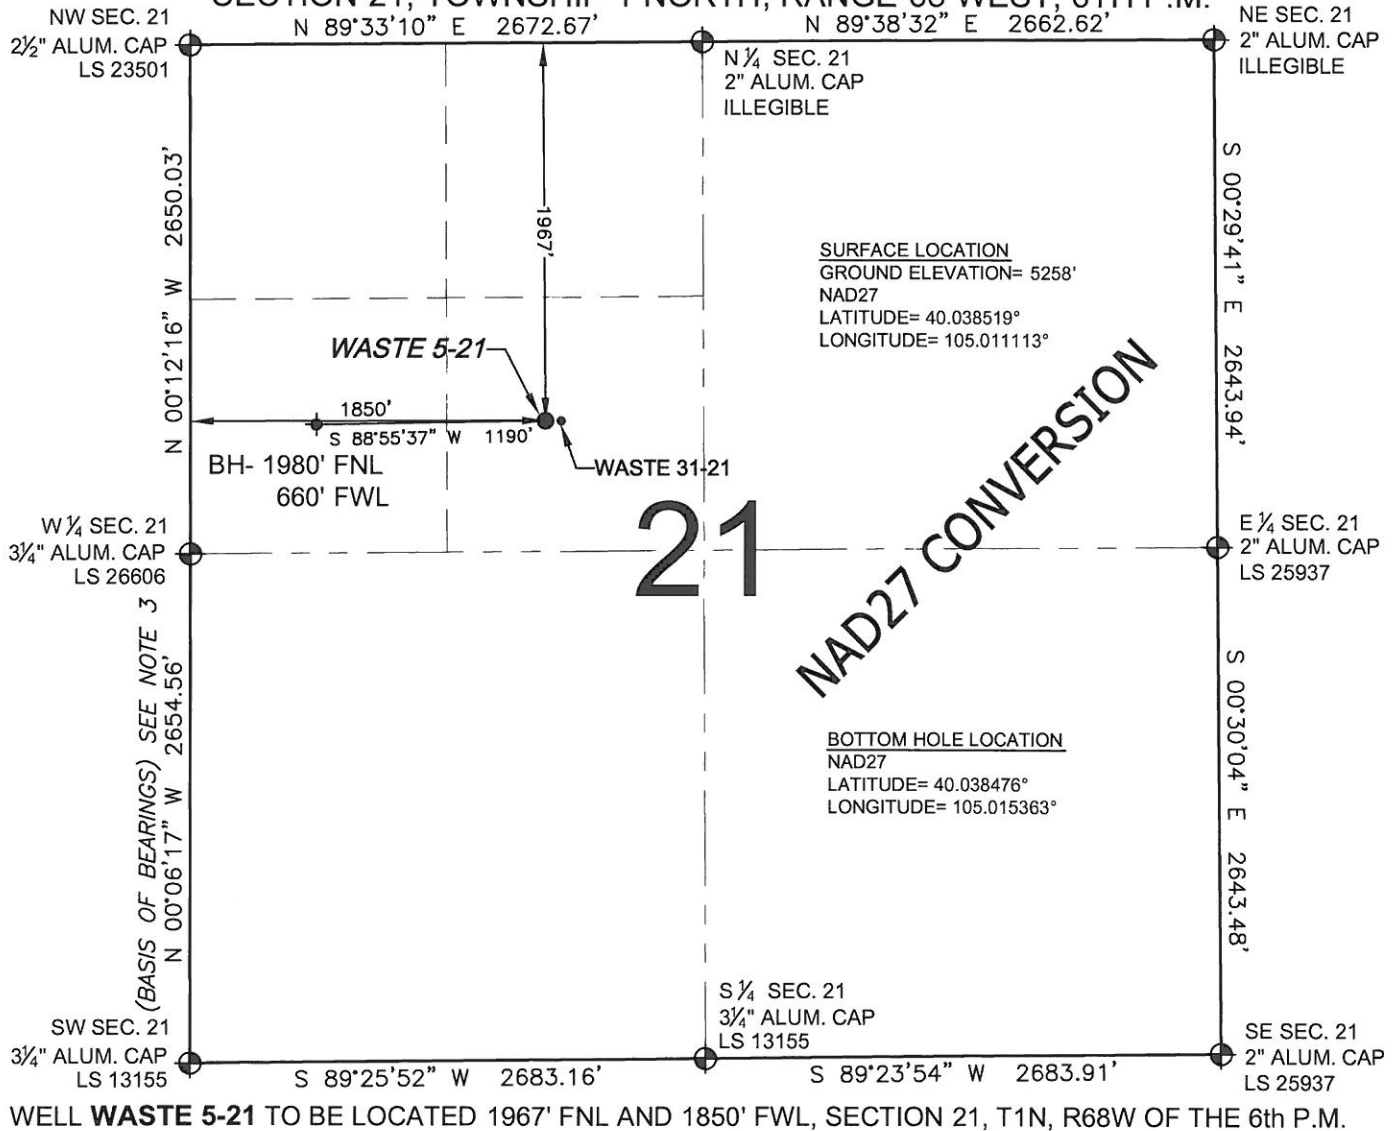 N 89°33'10" E 2672.67'
N 89°38'32" E 2662.62'
NW SEC. 21
2½" ALUM. CAP
LS 23501
N ¼ SEC. 21
2" ALUM. CAP
ILLEGIBLE
NE SEC. 21
2" ALUM. CAP
ILLEGIBLE
N 00°12'16" W 2650.03'
1967'
S 00°29'41" E 2643.94'
SURFACE LOCATION
GROUND ELEVATION= 5258'
NAD27
LATITUDE= 40.038519°
LONGITUDE= 105.011113°
WASTE 5-21
1850'
S 88°55'37" W 1190'
BH- 1980' FNL
660' FWL
WASTE 31-21
NAD27 CONVERSION
21
W ¼ SEC. 21
3¼" ALUM. CAP
LS 26606
E ¼ SEC. 21
2" ALUM. CAP
LS 25937
(BASIS OF BEARINGS) SEE NOTE 3
N 00°06'17" W 2654.56'
S 00°30'04" E 2643.48'
BOTTOM HOLE LOCATION
NAD27
LATITUDE= 40.038476°
LONGITUDE= 105.015363°
SW SEC. 21
3¼" ALUM. CAP
LS 13155
S ¼ SEC. 21
3¼" ALUM. CAP
LS 13155
SE SEC. 21
2" ALUM. CAP
LS 25937
S 89°25'52" W 2683.16'
S 89°23'54" W 2683.91'
WELL WASTE 5-21 TO BE LOCATED 1967' FNL AND 1850' FWL, SECTION 21, T1N, R68W OF THE 6th P.M.